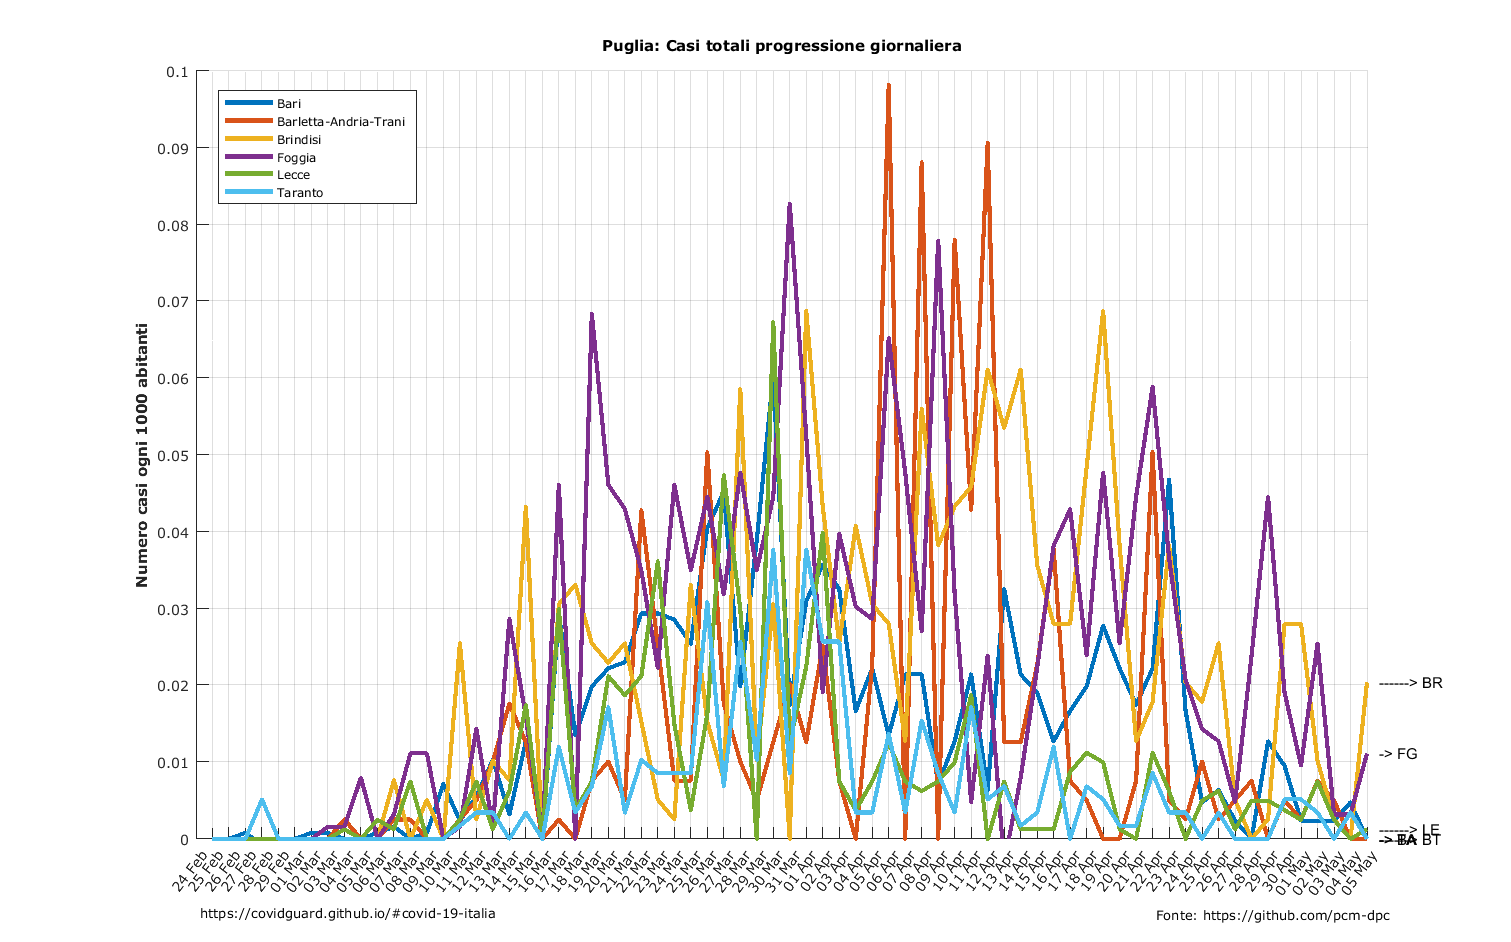 Puglia: Casi totali progressione giornaliera
Numero casi ogni 1000 abitanti
0.1
0.09
0.08
0.07
0.06
0.05
0.04
0.03
0.02
0.01
0
Bari
Barletta-Andria-Trani
Brindisi
Foggia
Lecce
Taranto
------> BR
-> FG
------> LE
BT
24 Feb
25 Feb
26 Feb
27 Feb
28 Feb
29 Feb
01 Mar
02 Mar
03 Mar
04 Mar
05 Mar
06 Mar
07 Mar
08 Mar
09 Mar
10 Mar
11 Mar
12 Mar
13 Mar
14 Mar
15 Mar
16 Mar
17 Mar
18 Mar
19 Mar
20 Mar
21 Mar
22 Mar
23 Mar
24 Mar
25 Mar
26 Mar
27 Mar
28 Mar
29 Mar
30 Mar
31 Mar
01 Apr
02 Apr
03 Apr
04 Apr
05 Apr
06 Apr
07 Apr
08 Apr
09 Apr
10 Apr
11 Apr
12 Apr
13 Apr
14 Apr
15 Apr
16 Apr
17 Apr
18 Apr
19 Apr
20 Apr
21 Apr
22 Apr
23 Apr
24 Apr
25 Apr
26 Apr
27 Apr
28 Apr
29 Apr
30 Apr
01 May
02 May
03 May
04 May
05 May
https://covidguard.github.io/#covid-19-italia
Fonte: https://github.com/pcm-dpc